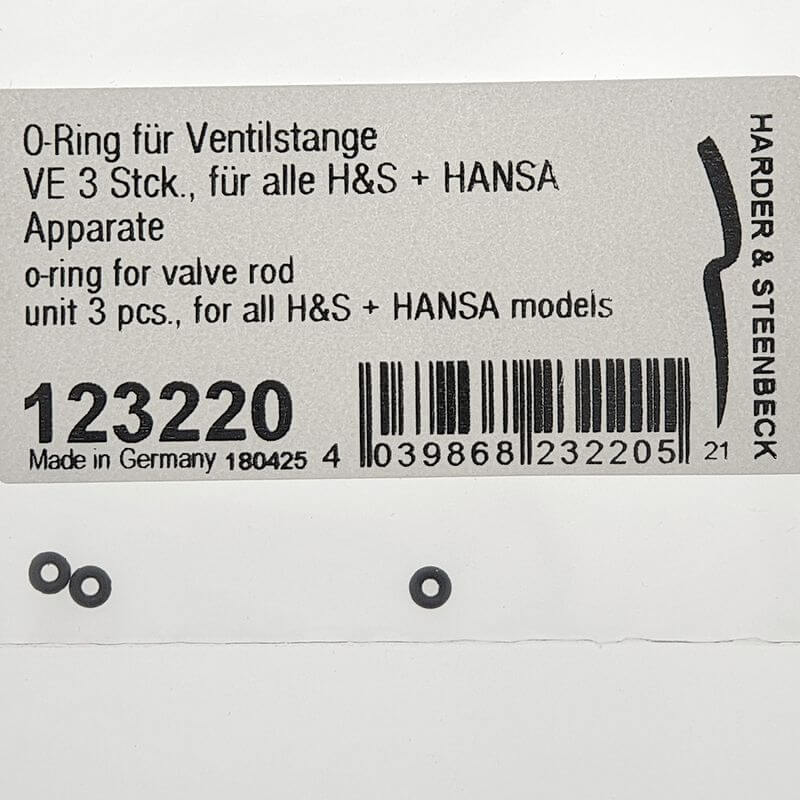 O-Ring für Ventilstange
VE 3 Stck., für alle H&S + HANSA
Apparate
o-ring for valve rod
unit 3 pcs., for all H&S + HANSA models
123220
Made in Germany 180425 4 039868 232205 21
HARDER & STEENBECK